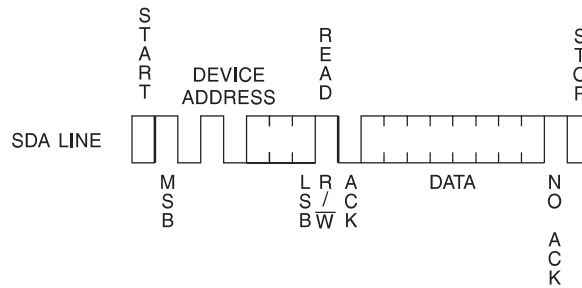 START
DEVICE
ADDRESS
READ
STOP
SDA LINE
MSB
LSB
R/W
ACK
DATA
NO ACK